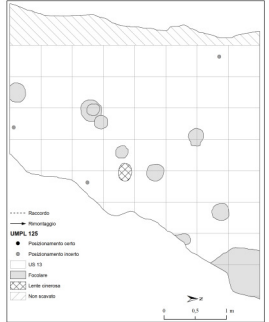 Raccordo
Rimontaggio
UMPL 125
Posizionamento certo
Posizionamento incerto
US 13
Focolare
Lente cinerosa
Non scavato
z
0 0,5 1 m